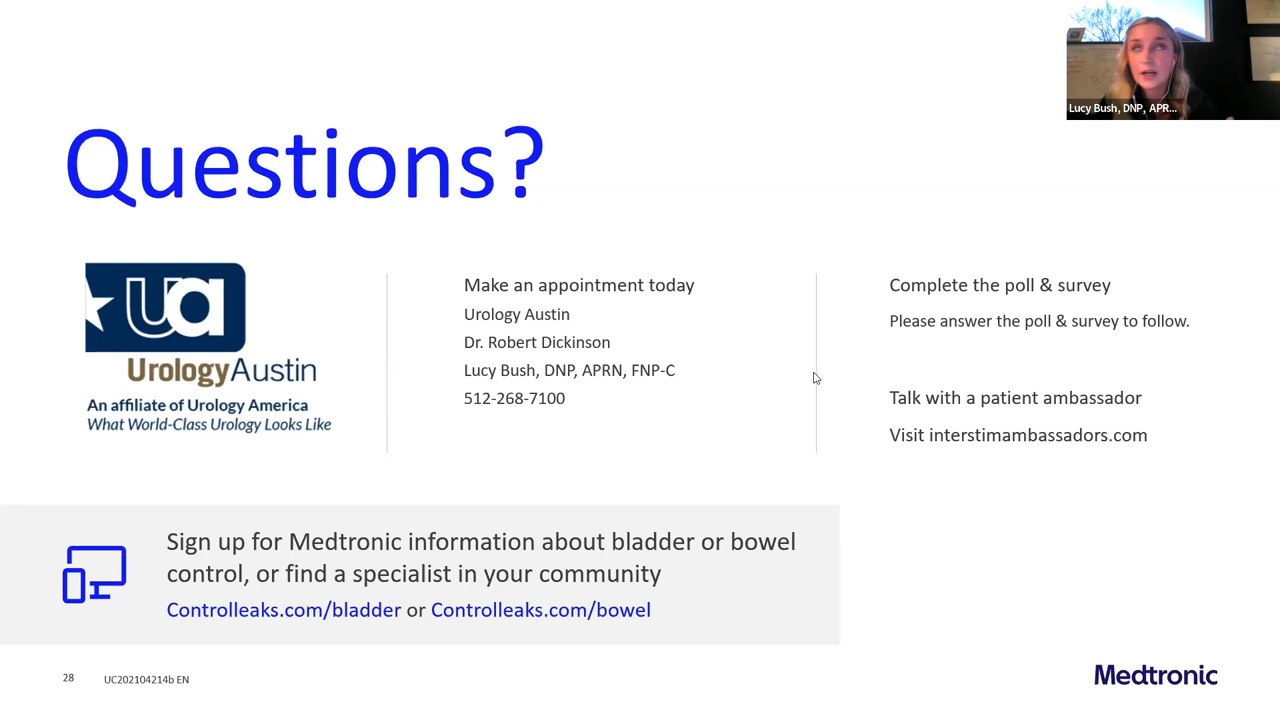 Lucy Bush, DNP, APR...
Questions?
ua
UrologyAustin
An affiliate of Urology America
What World-Class Urology Looks Like
Make an appointment today
Urology Austin
Dr. Robert Dickinson
Lucy Bush, DNP, APRN, FNP-C
512-268-7100
Complete the poll & survey
Please answer the poll & survey to follow.
Talk with a patient ambassador
Visit interstimambassadors.com
Sign up for Medtronic information about bladder or bowel
control, or find a specialist in your community
Controlleaks.com/bladder or Controlleaks.com/bowel
28
UC202104214b EN
Medtronic